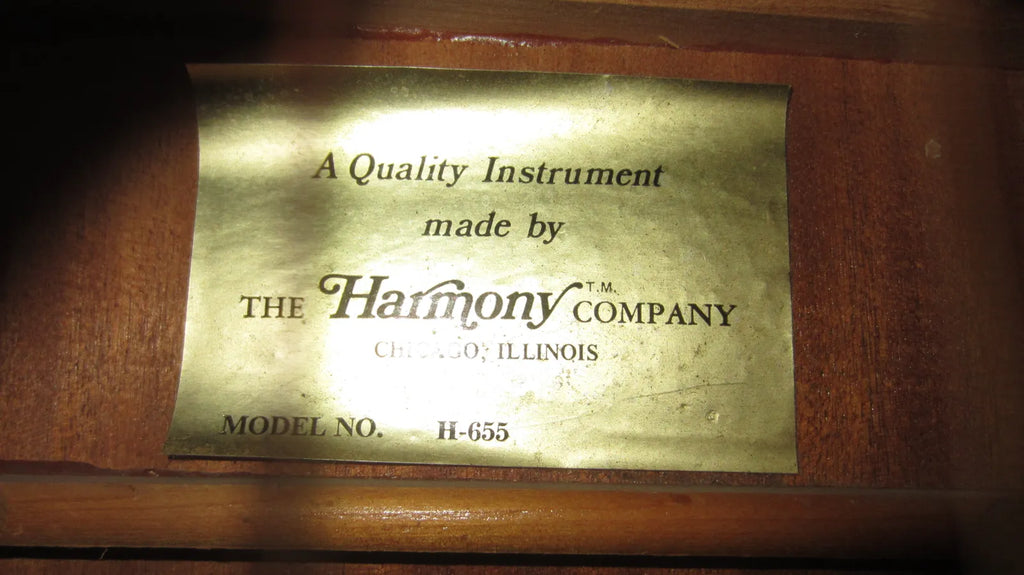 A Quality Instrument
made by
THE Harmony T.M. COMPANY
CHICAGO, ILLINOIS
MODEL NO. H-655